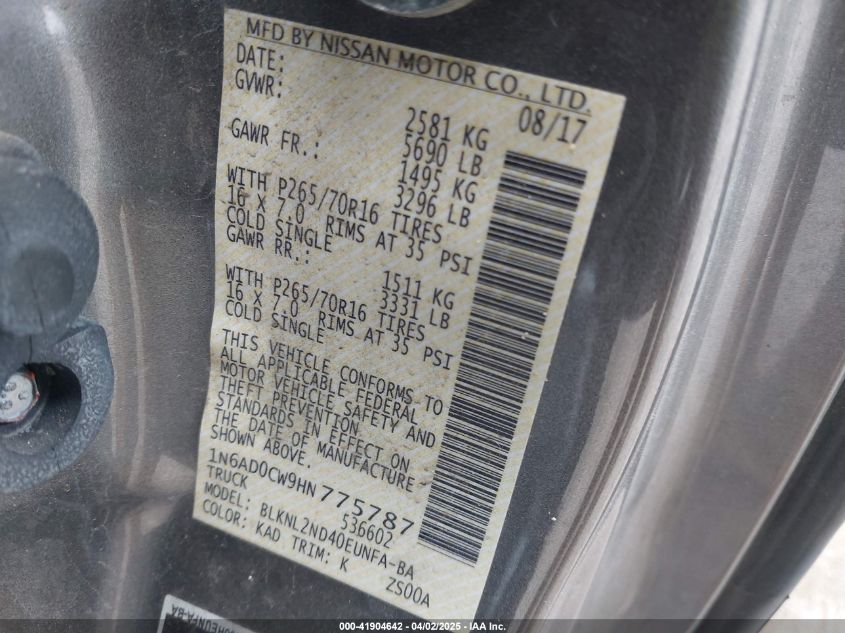 MFD BY NISSAN MOTOR CO., LTD.
DATE: 08/17
GVWR: 2581 KG
5690 LB
GAWR FR.: 1495 KG
3296 LB
WITH P265/70R16 TIRES
16 X 7.0 RIMS AT 35 PSI
COLD SINGLE
GAWR RR.: 1511 KG
3331 LB
WITH P265/70R16 TIRES
16 X 7.0 RIMS AT 35 PSI
COLD SINGLE
THIS VEHICLE CONFORMS TO
ALL APPLICABLE FEDERAL
MOTOR VEHICLE SAFETY AND
THEFT PREVENTION
STANDARDS IN EFFECT ON
THE DATE OF MANUFACTURE
SHOWN ABOVE.
1N6AD0CW9HN775787
TRUCK 53660Z
MODEL: BLKNL2ND40EUNFA-BA
COLOR: KAD TRIM: K ZS00A
000-41904642 - 04/02/2025 - IAA Inc.